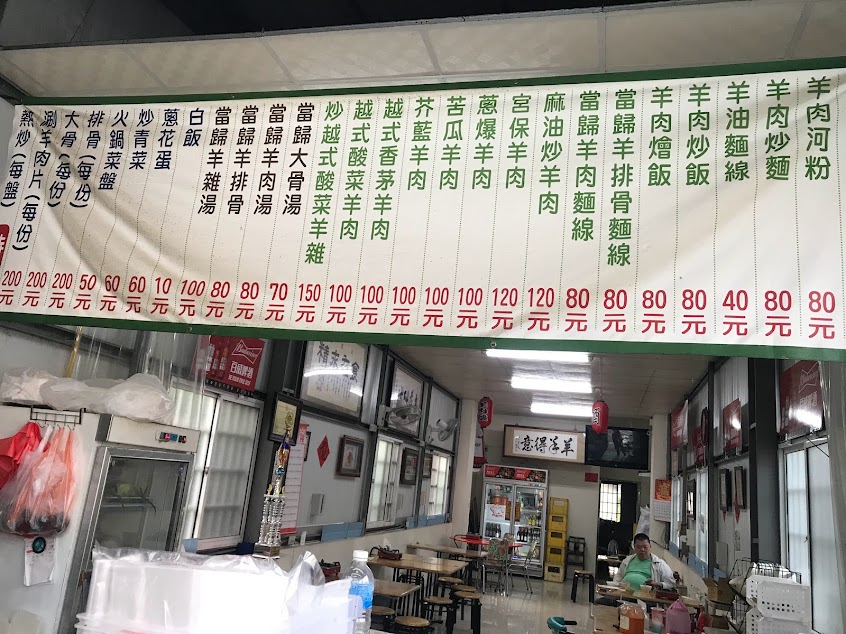 羊肉河粉 80元
羊肉炒麵 80元
羊油麵線 40元
羊肉炒飯 80元
羊肉燴飯 80元
當歸羊排骨麵線 80元
當歸羊肉麵線 80元
麻油炒羊肉 120元
宮保羊肉 120元
蔥爆羊肉 100元
苦瓜羊肉 100元
芥藍羊肉 100元
越式香茅羊肉 100元
越式酸菜羊肉 100元
炒越式酸菜羊雜 150元
當歸大骨湯 70元
當歸羊肉湯 80元
當歸羊排骨 80元
當歸羊雜湯 100元
白飯 10元
蔥花蛋 60元
炒青菜 60元
火鍋菜盤 50元
排骨(每份) 200元
大骨(每份) 200元
涮羊肉片(每份) 200元
熱炒(每盤)
Budweiser
百威啤酒
意得洋羊